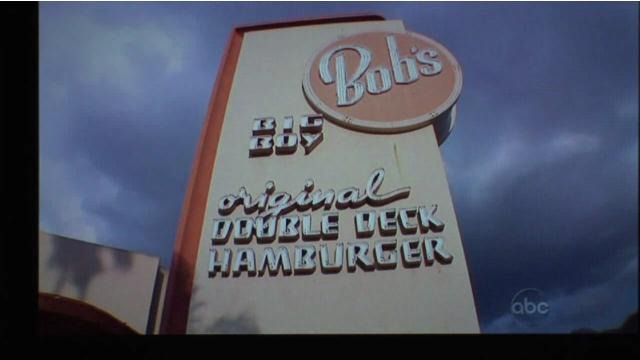 Bob's
BIG
BOY
original
DOUBLE DECK
HAMBURGER
abc